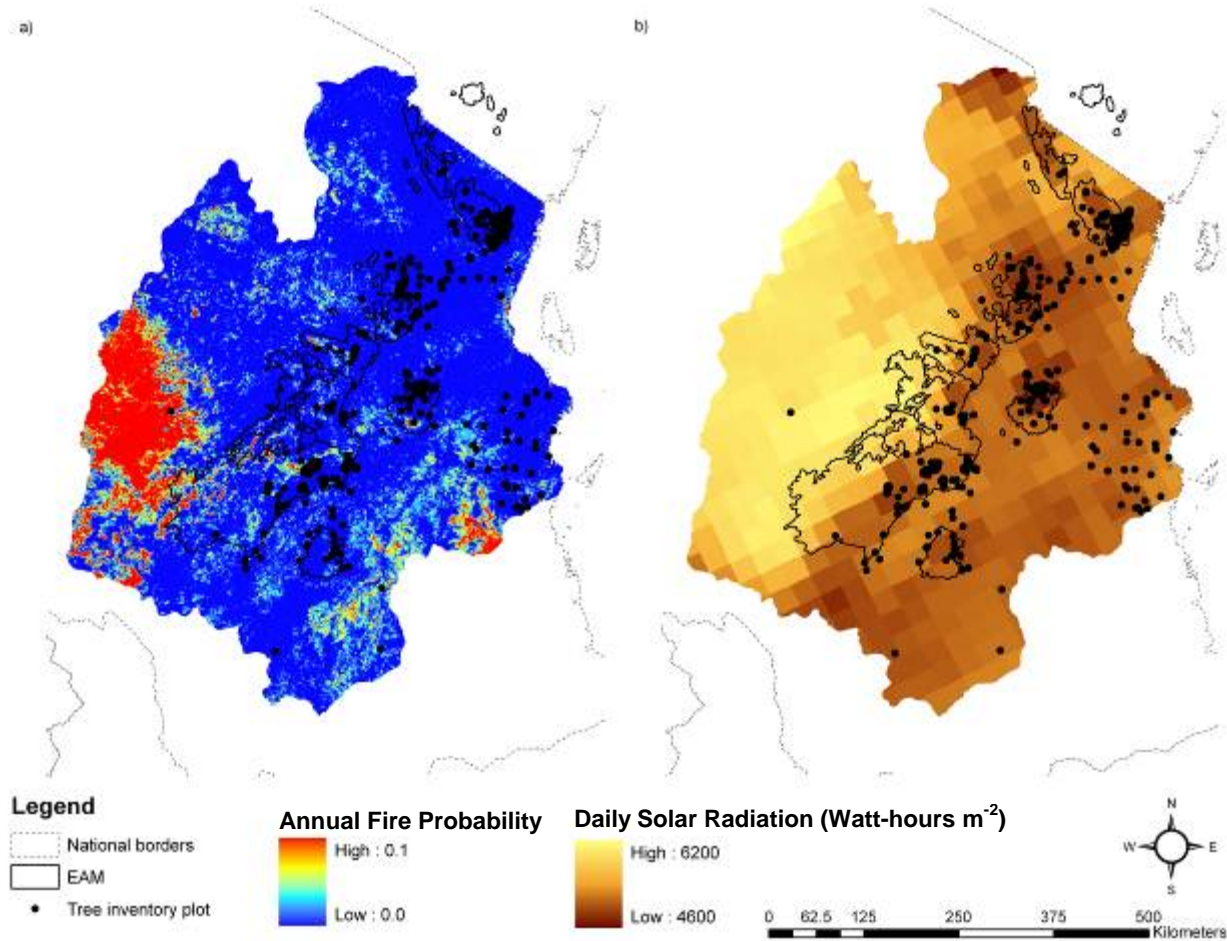 a)
b)
Legend
National borders
EAM
Tree inventory plot
Annual Fire Probability
High : 0.1
Low : 0.0
Daily Solar Radiation (Watt-hours m⁻²)
High : 6200
Low : 4600
N
W E
S
0 62.5 125 250 375 500
Kilometers